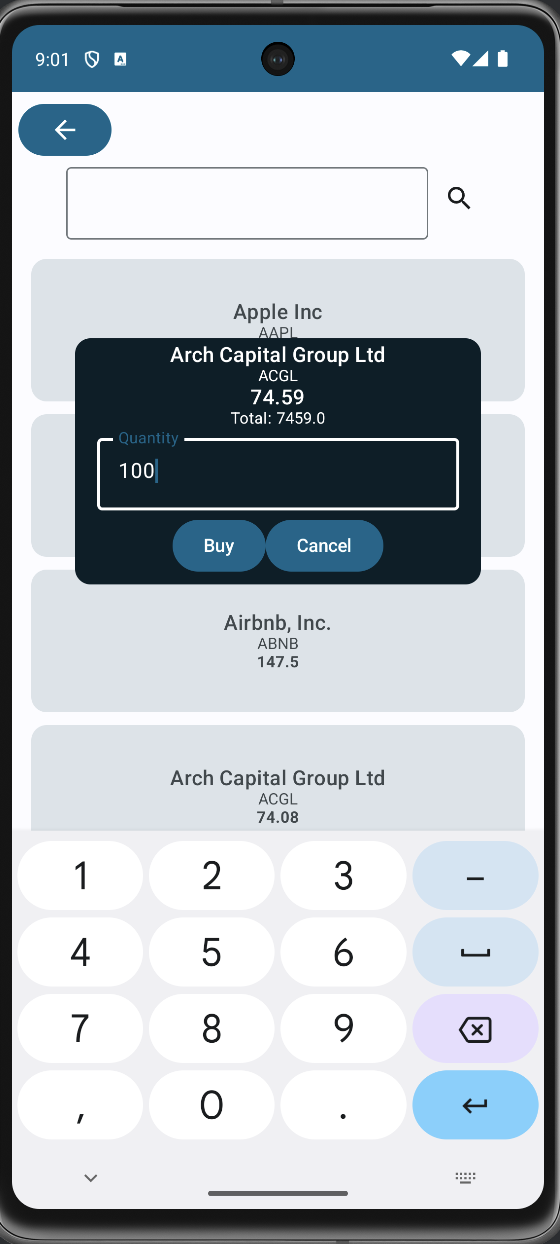 9:01
A
Apple Inc
AAPL
Arch Capital Group Ltd
ACGL
74.59
Total: 7459.0
Quantity
100
Buy
Cancel
Airbnb, Inc.
ABNB
147.5
Arch Capital Group Ltd
ACGL
74.08
1 2 3 –
4 5 6
7 8 9
, 0 .